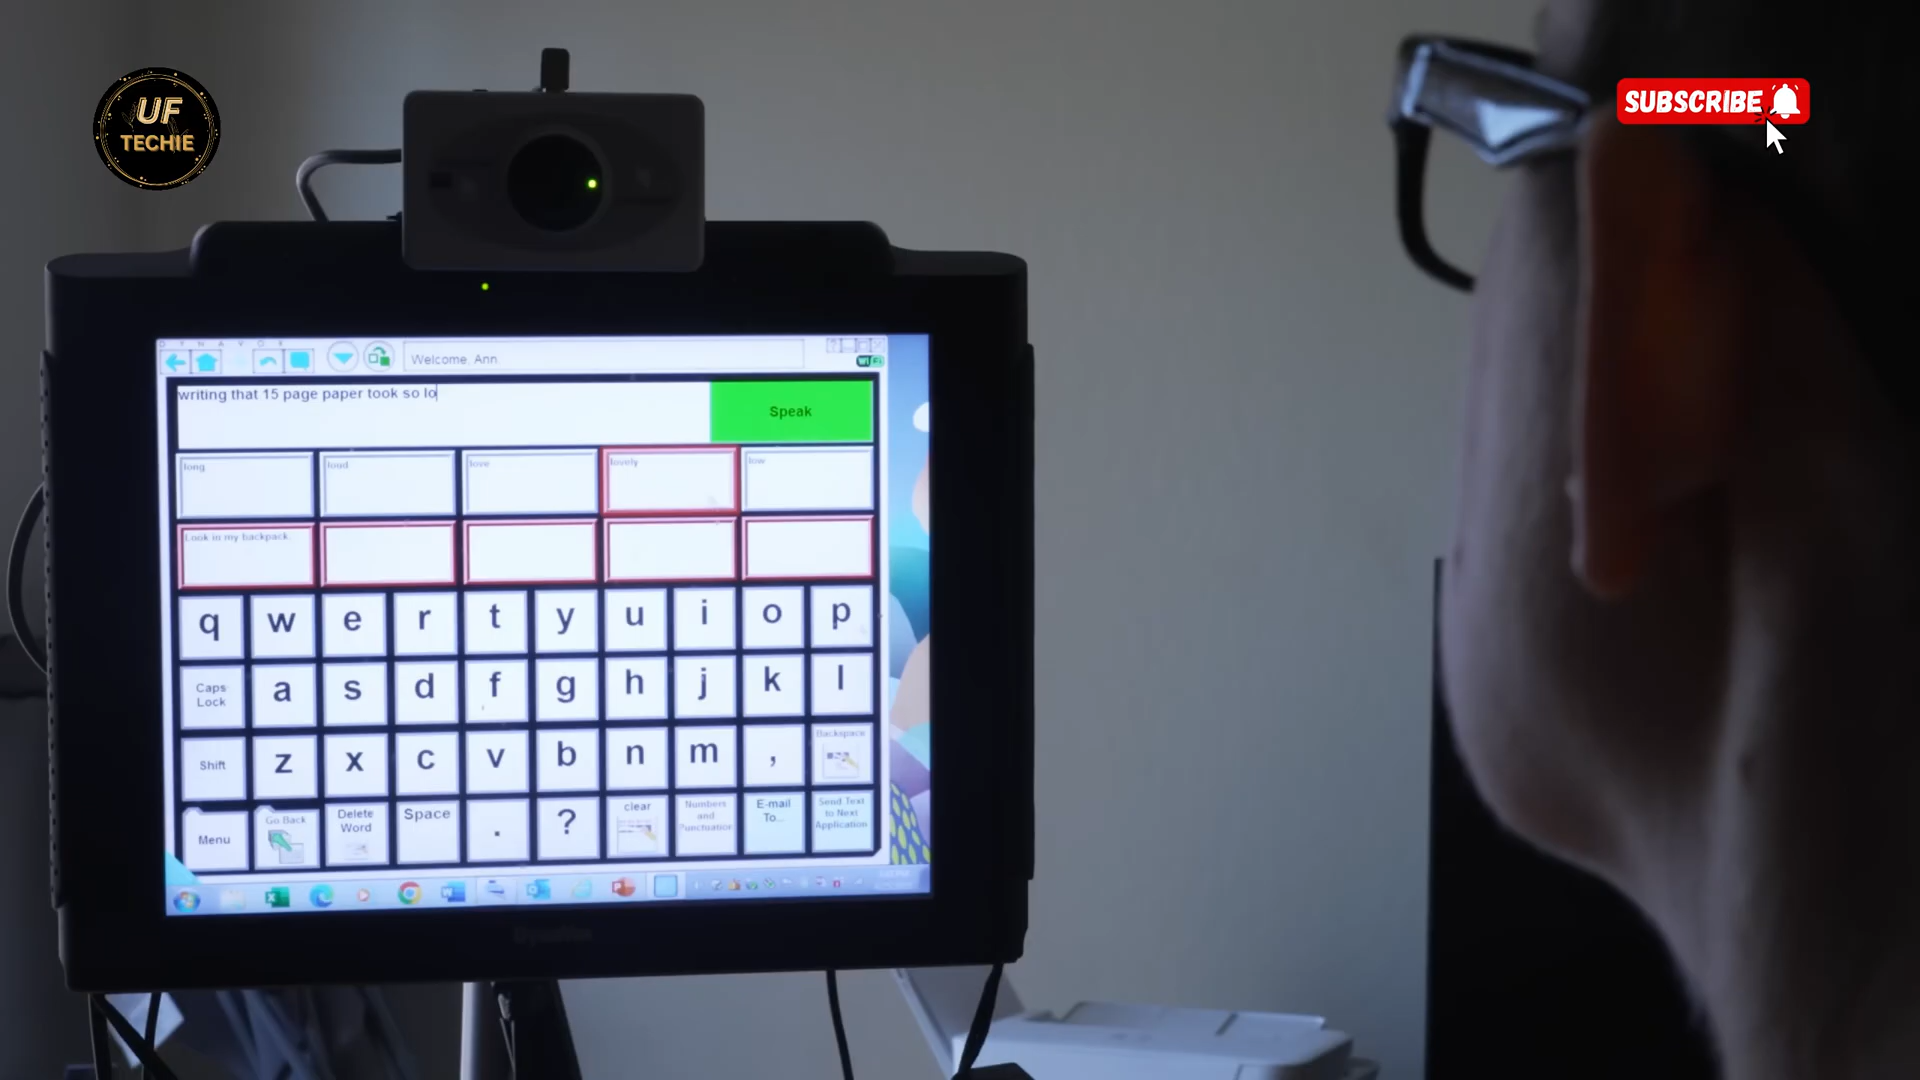 UF
TECHIE
SUBSCRIBE
DYNAVOX
Welcome, Ann
writing that 15 page paper took so lo
Speak
long
loud
love
lovely
low
Look in my backpack.
q w e r t y u i o p
Caps Lock a s d f g h j k l
Shift z x c v b n m , Backspace
Menu
Go Back
Delete Word
Space
.
?
clear
Numbers and Punctuation
E-mail To...
Send Text to Next Application